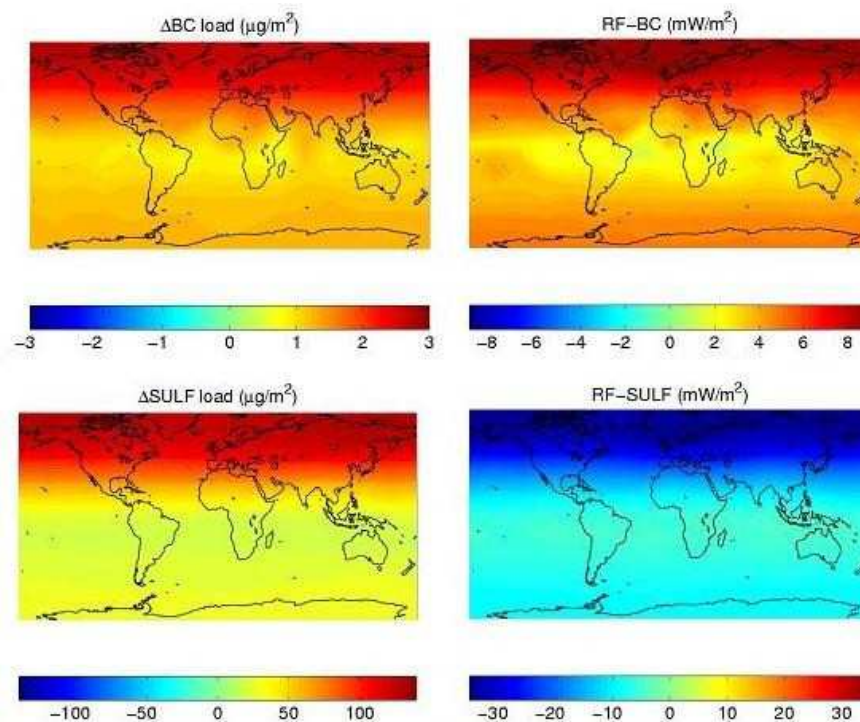 ΔBC load (μg/m²)
RF−BC (mW/m²)
−3 −2 −1 0 1 2 3
−8 −6 −4 −2 0 2 4 6 8
ΔSULF load (μg/m²)
RF−SULF (mW/m²)
−100 −50 0 50 100
−30 −20 −10 0 10 20 30